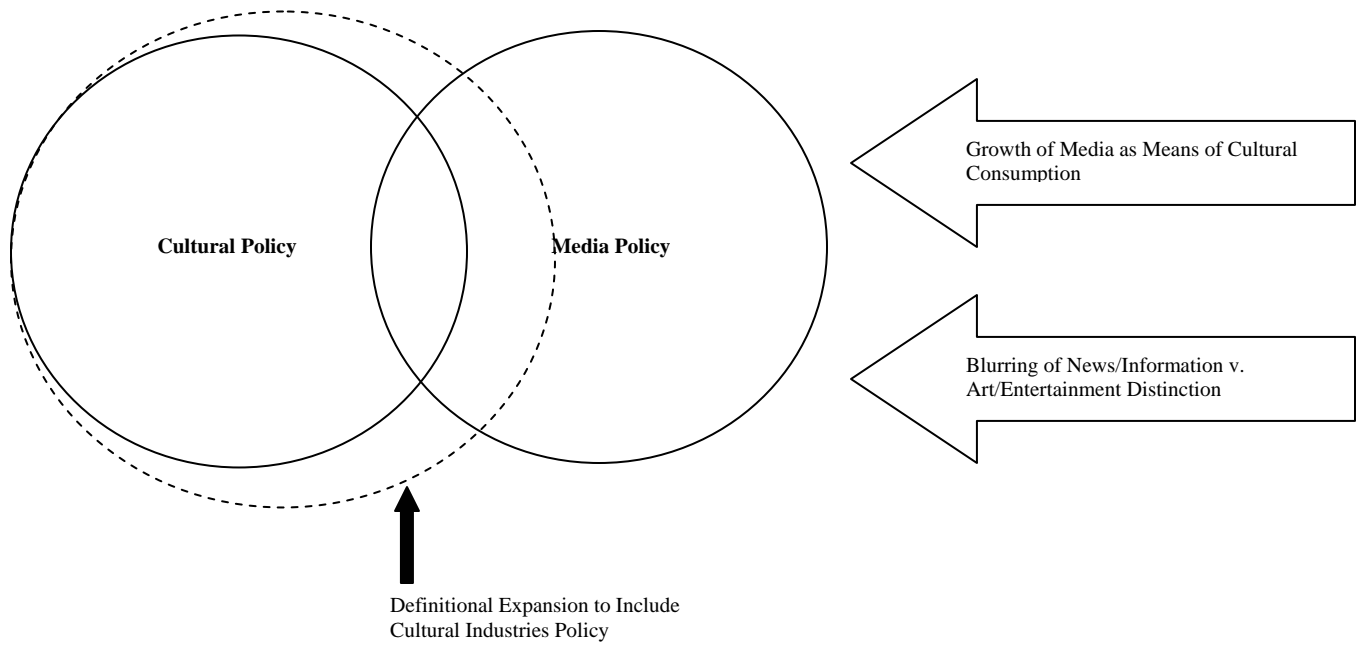 Growth of Media as Means of Cultural
Consumption
Cultural Policy
Media Policy
Blurring of News/Information v.
Art/Entertainment Distinction
Definitional Expansion to Include
Cultural Industries Policy